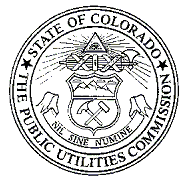 ★ STATE OF COLORADO ★
THE PUBLIC UTILITIES COMMISSION
NIL SINE NUMINE